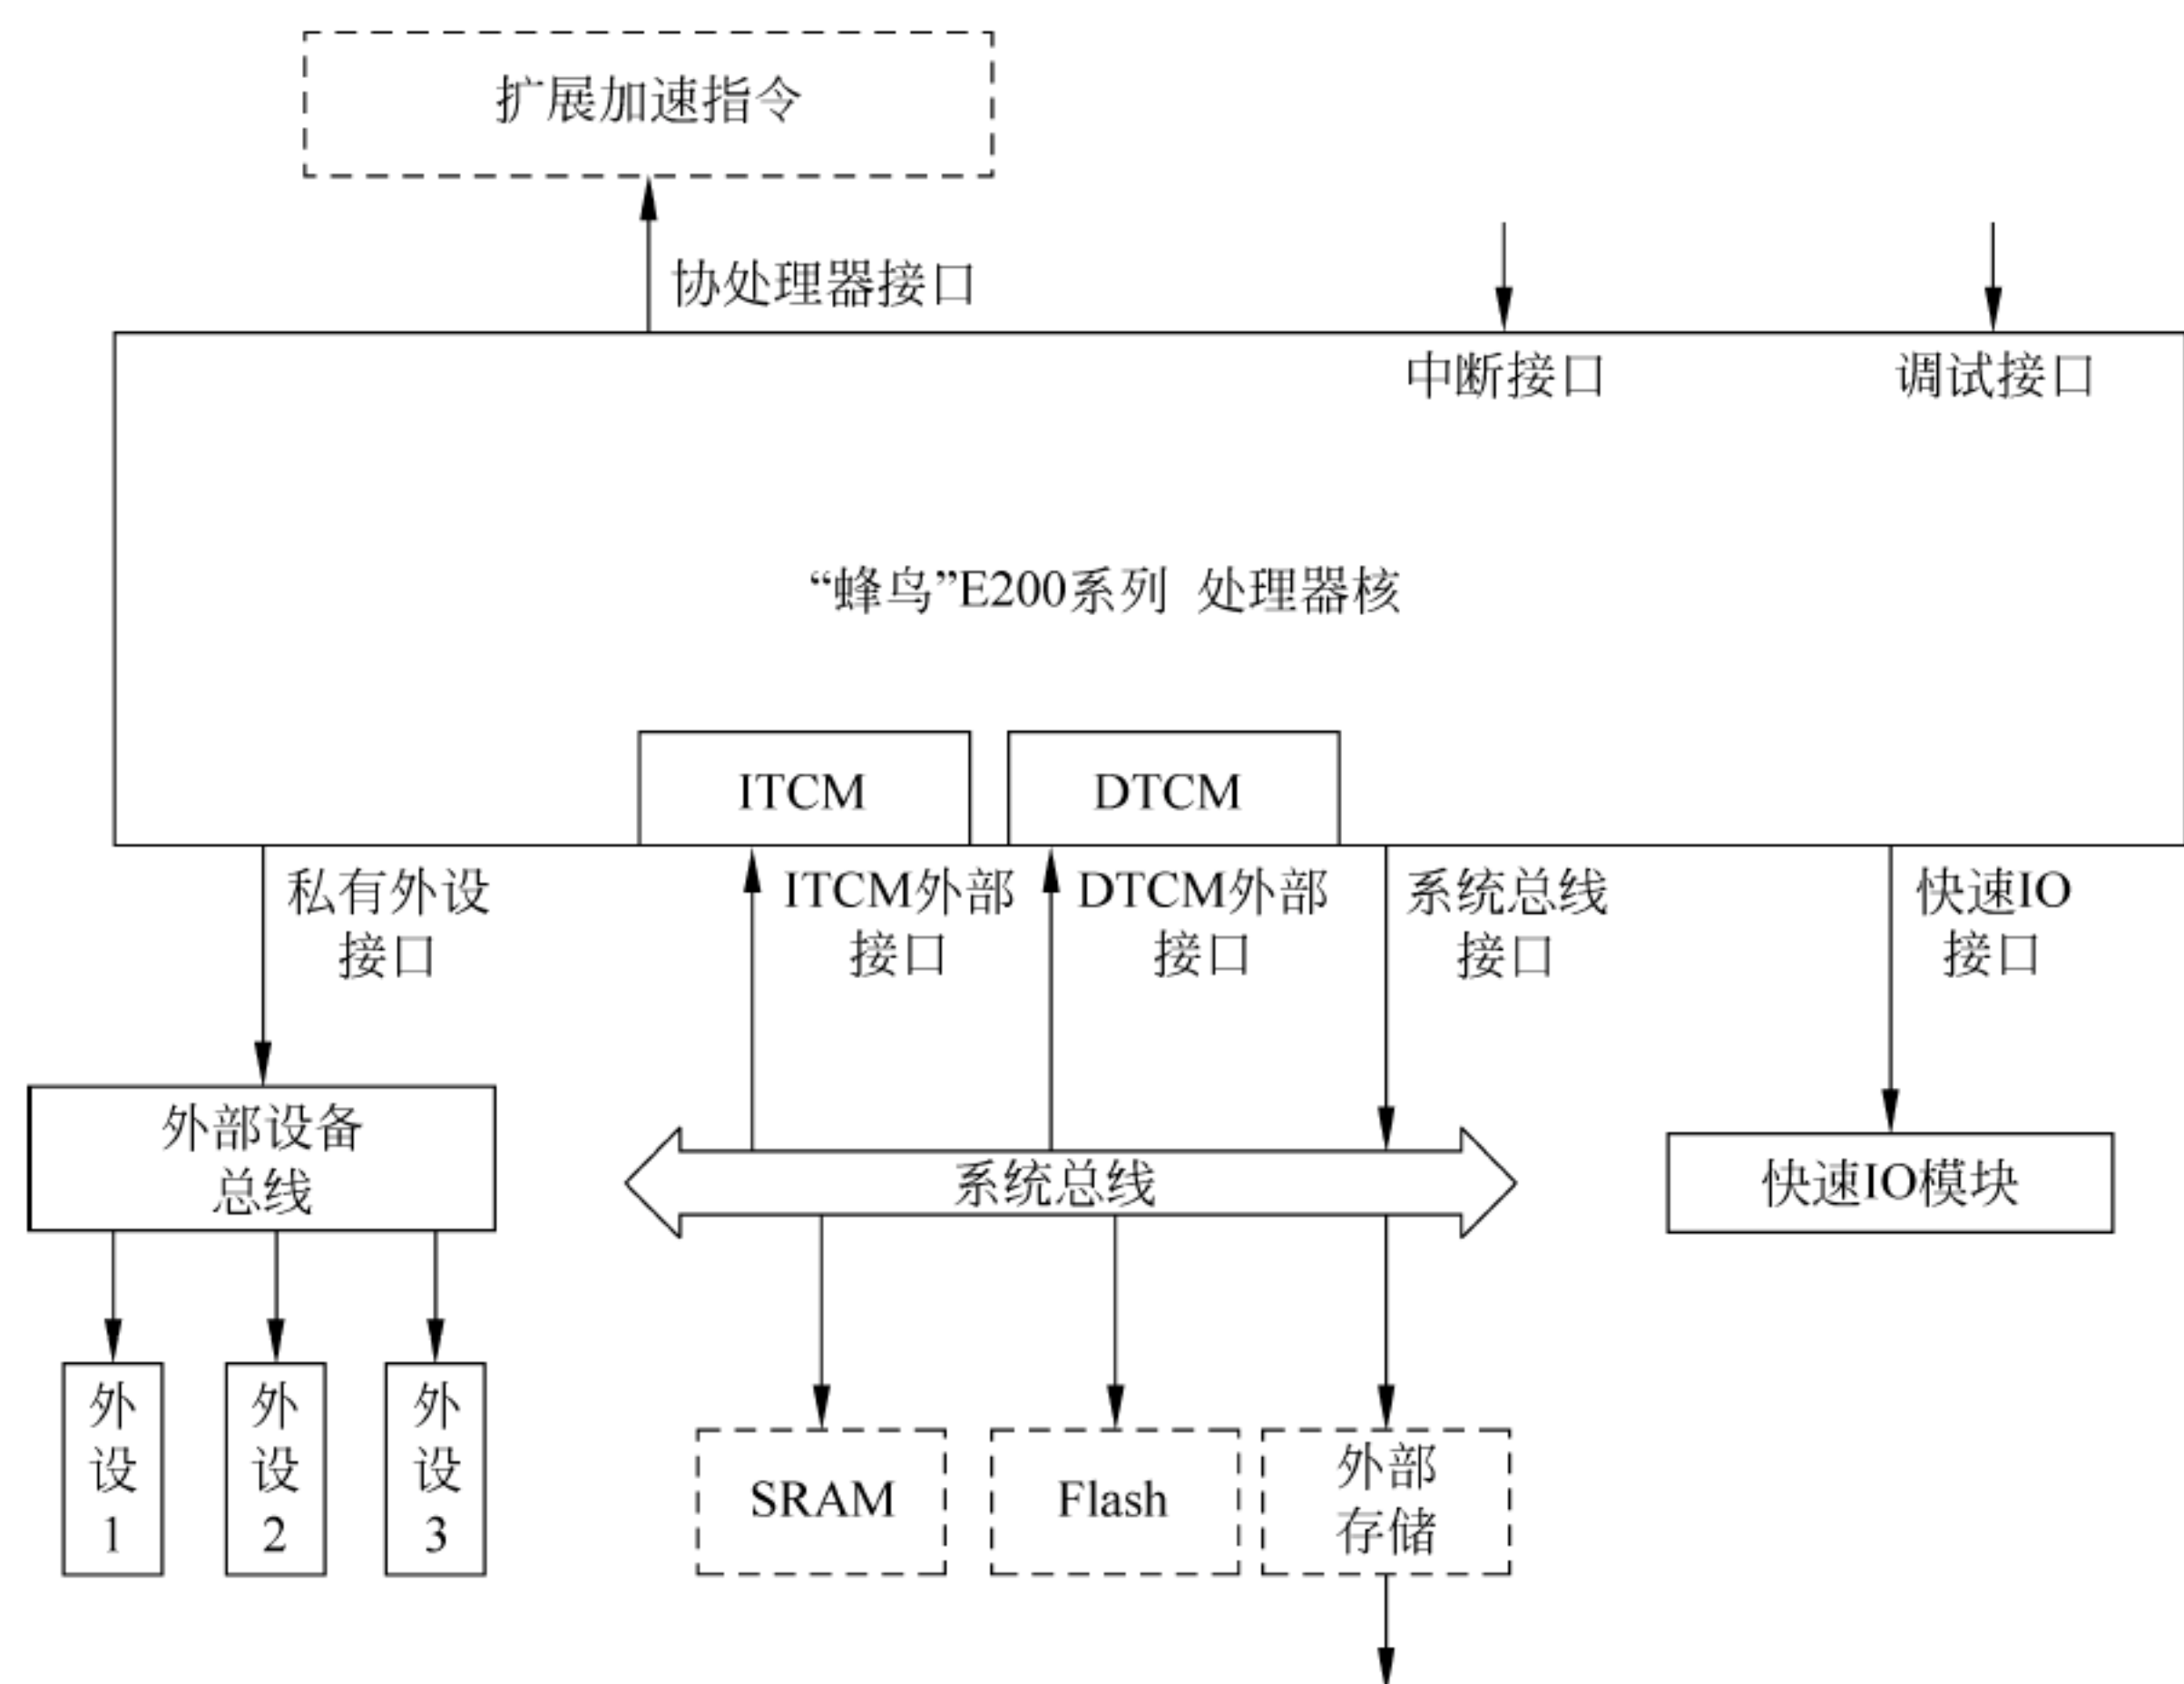 扩展加速指令
协处理器接口
中断接口
调试接口
“蜂鸟”E200系列 处理器核
ITCM
DTCM
私有外设
接口
ITCM外部
接口
DTCM外部
接口
系统总线
接口
快速IO
接口
外部设备
总线
系统总线
快速IO模块
外
设
1
外
设
2
外
设
3
SRAM
Flash
外部
存储